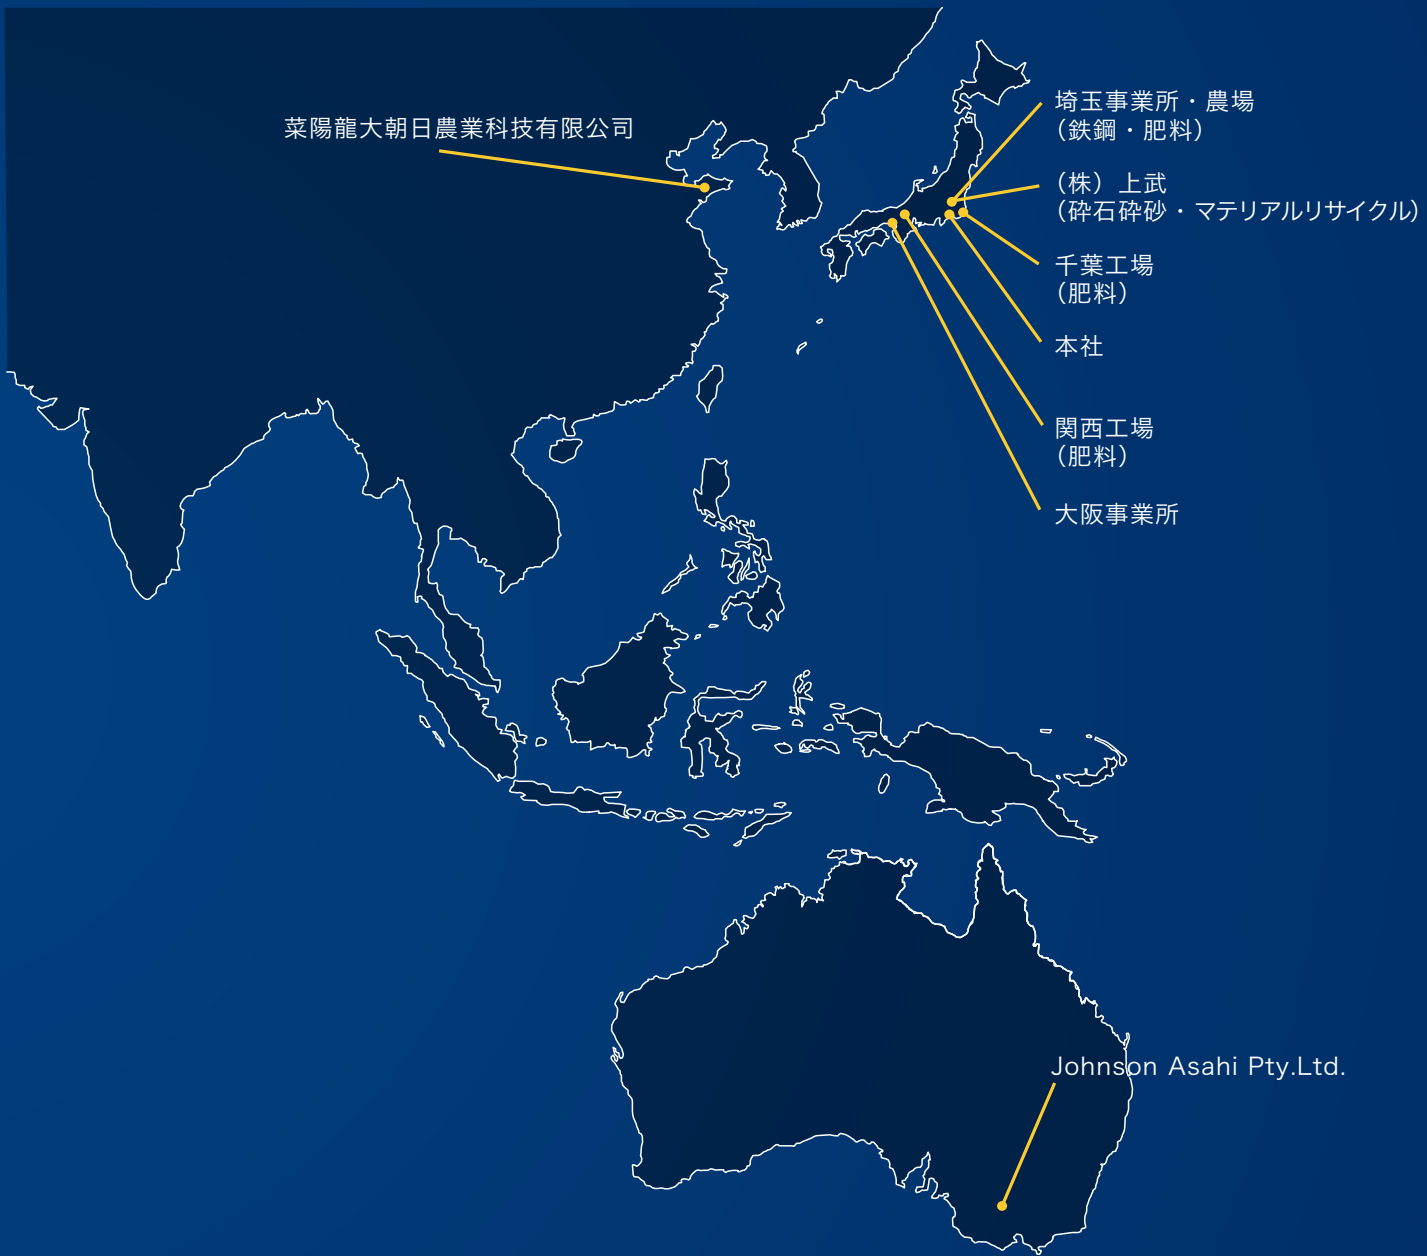 菜陽龍大朝日農業科技有限公司
埼玉事業所・農場
（鉄鋼・肥料）
（株）上武
（砕石砕砂・マテリアルリサイクル）
千葉工場
（肥料）
本社
関西工場
（肥料）
大阪事業所
Johnson Asahi Pty.Ltd.